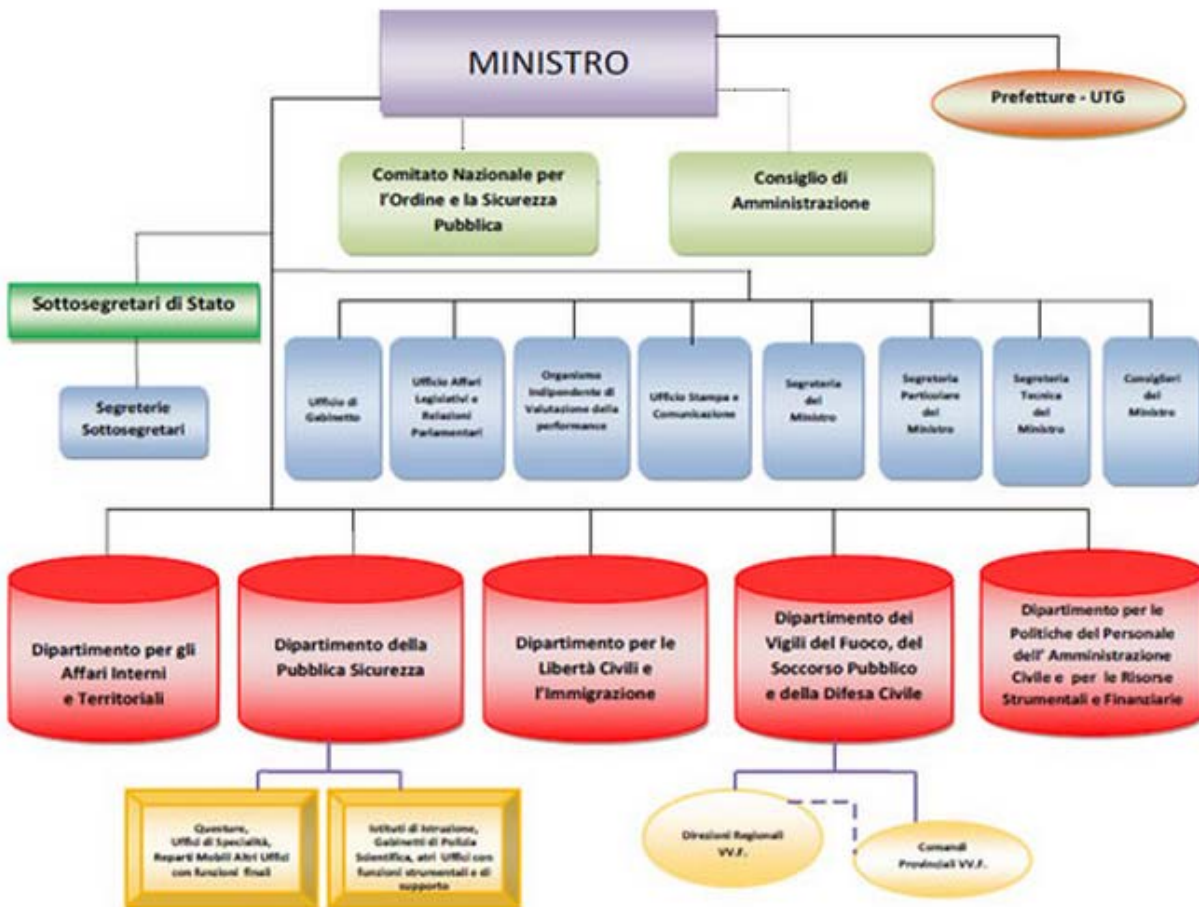 MINISTRO
Prefetture - UTG
Comitato Nazionale per
l'Ordine e la Sicurezza
Pubblica
Consiglio di
Amministrazione
Sottosegretari di Stato
Segreterie
Sottosegretari
Ufficio di
Gabinetto
Ufficio Affari
Legislativi e
Relazioni
Parlamentari
Organismo
Indipendente di
Valutazione della
performance
Ufficio Stampa e
Comunicazione
Segreteria
del
Ministro
Segreteria
Particolare
del
Ministro
Segreteria
Tecnica
del
Ministro
Consiglieri
del
Ministro
Dipartimento per gli
Affari Interni
e Territoriali
Dipartimento della
Pubblica Sicurezza
Dipartimento per le
Libertà Civili e
l'Immigrazione
Dipartimento dei
Vigili del Fuoco, del
Soccorso Pubblico
e della Difesa Civile
Dipartimento per le
Politiche del Personale
dell' Amministrazione
Civile e per le Risorse
Strumentali e Finanziarie
Questure,
Uffici di Specialità,
Reparti Mobili Altri Uffici
con funzioni finali
Istituti di Istruzione,
Gabinetti di Polizia
Scientifica, atri Uffici con
funzioni strumentali e di
supporto
Direzioni Regionali
VV.F.
Comandi
Provinciali VV.F.